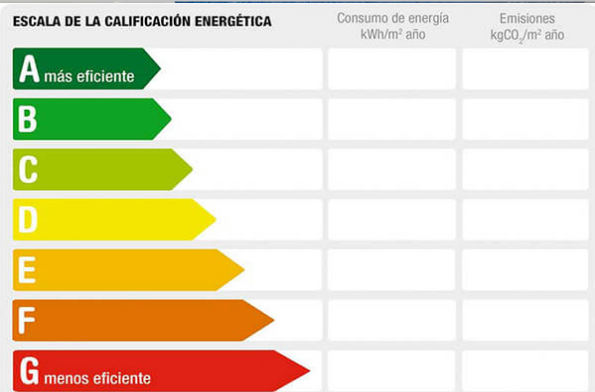 ESCALA DE LA CALIFICACIÓN ENERGÉTICA
Consumo de energía
kWh/m² año
Emisiones
kgCO₂/m² año
A más eficiente
B
C
D
E
F
G menos eficiente